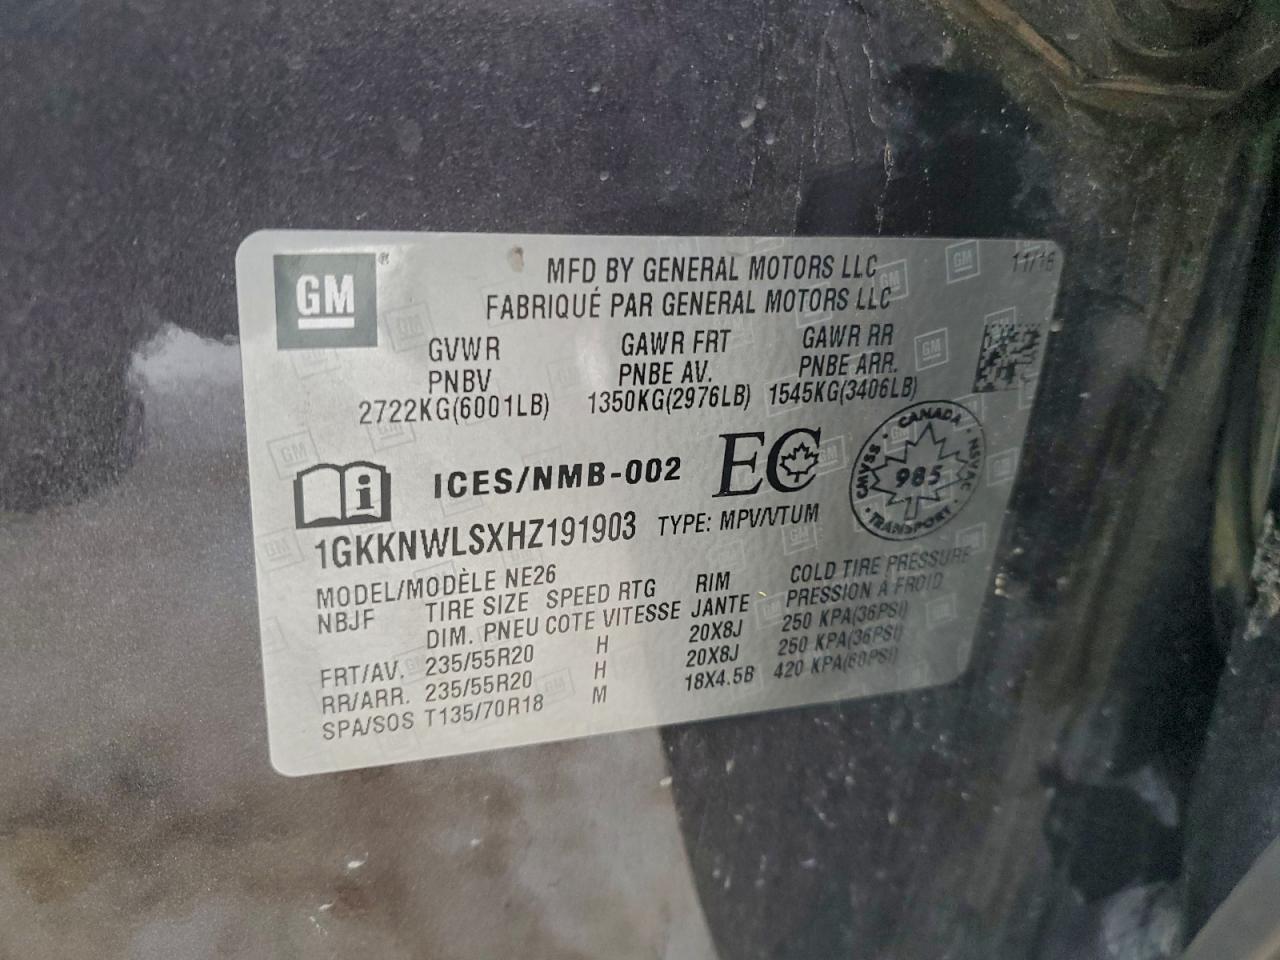 GM ®
11/16
MFD BY GENERAL MOTORS LLC
FABRIQUÉ PAR GENERAL MOTORS LLC
GVWR GAWR FRT GAWR RR
PNBV PNBE AV. PNBE ARR.
2722KG(6001LB) 1350KG(2976LB) 1545KG(3406LB)
i ICES/NMB-002 EC
CANADA · NSVAC · TRANSPORT · CMVSS ·
985
1GKKNWLSXHZ191903 TYPE: MPV/VTUM
MODEL/MODÈLE NE26
NBJF TIRE SIZE SPEED RTG RIM COLD TIRE PRESSURE
DIM. PNEU COTE VITESSE JANTE PRESSION À FROID
FRT/AV. 235/55R20 H 20X8J 250 KPA(36PSI)
RR/ARR. 235/55R20 H 20X8J 250 KPA(36PSI)
SPA/SOS T135/70R18 M 18X4.5B 420 KPA(60PSI)